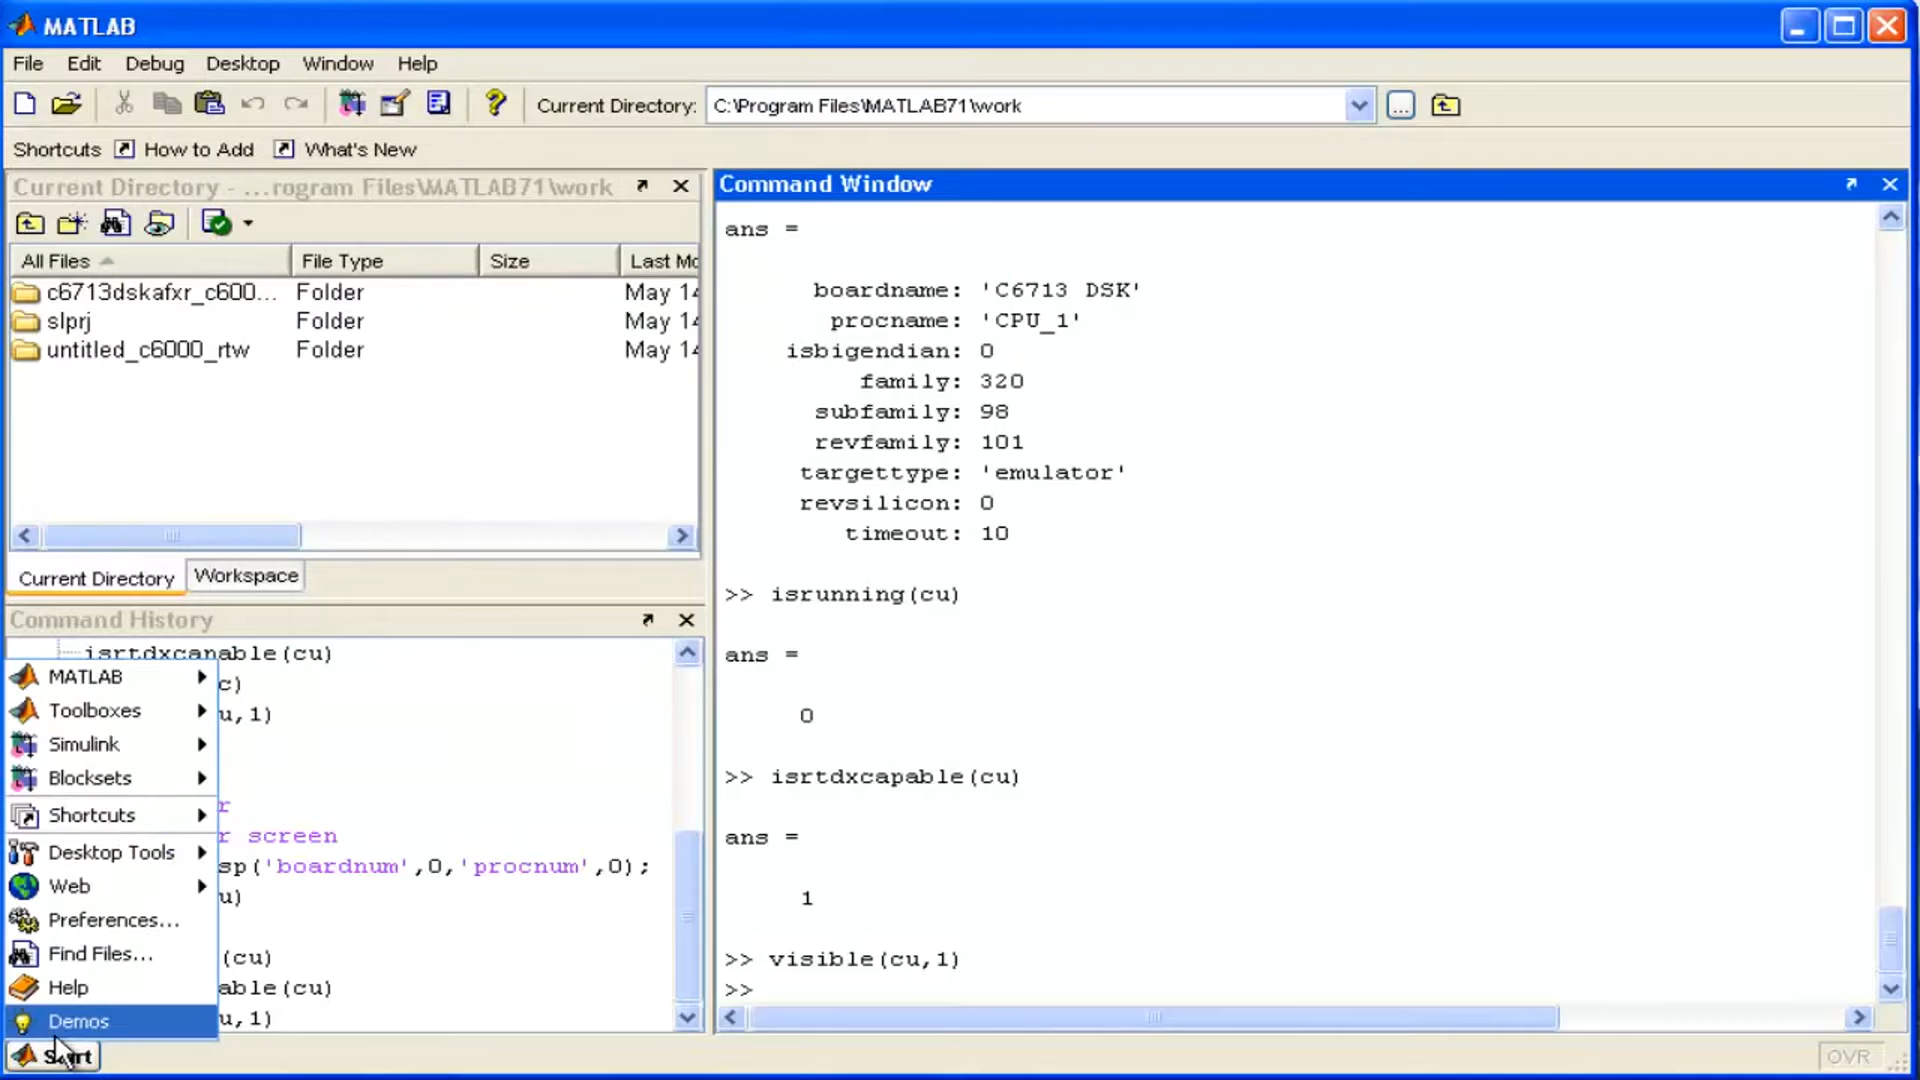 MATLAB
File Edit Debug Desktop Window Help
Current Directory: C:\Program Files\MATLAB71\work ...
Shortcuts How to Add What's New
Current Directory - ...rogram Files\MATLAB71\work
All Files File Type Size Last Mo
c6713dskafxr_c600... Folder May 14
slprj Folder May 14
untitled_c6000_rtw Folder May 14
Current Directory Workspace
Command History
isrtdxcapable(cu)
c)
u,1)
r
r screen
sp('boardnum',0,'procnum',0);
u)
(cu)
able(cu)
u,1)
MATLAB
Toolboxes
Simulink
Blocksets
Shortcuts
Desktop Tools
Web
Preferences...
Find Files...
Help
Demos
Start
Command Window
ans =
boardname: 'C6713 DSK'
procname: 'CPU_1'
isbigendian: 0
family: 320
subfamily: 98
revfamily: 101
targettype: 'emulator'
revsilicon: 0
timeout: 10
>> isrunning(cu)
ans =
0
>> isrtdxcapable(cu)
ans =
1
>> visible(cu,1)
>>
OVR